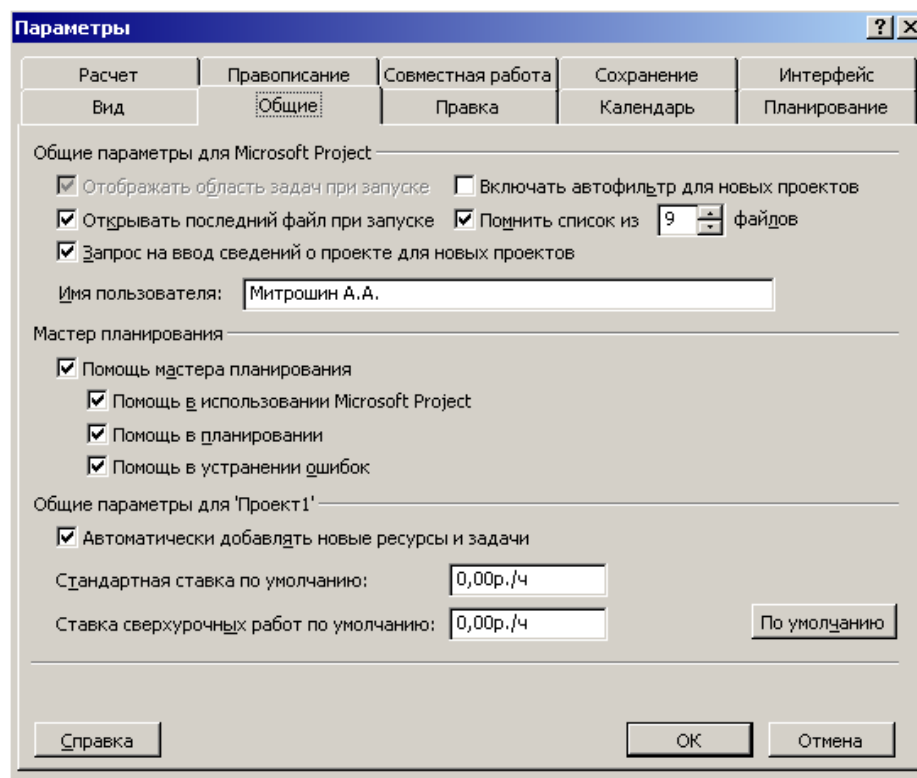 Параметры
Расчет Правописание Совместная работа Сохранение Интерфейс
Вид Общие Правка Календарь Планирование
Общие параметры для Microsoft Project
Отображать область задач при запуске Включать автофильтр для новых проектов
Открывать последний файл при запуске Помнить список из 9 файлов
Запрос на ввод сведений о проекте для новых проектов
Имя пользователя: Митрошин А.А.
Мастер планирования
Помощь мастера планирования
Помощь в использовании Microsoft Project
Помощь в планировании
Помощь в устранении ошибок
Общие параметры для 'Проект1'
Автоматически добавлять новые ресурсы и задачи
Стандартная ставка по умолчанию: 0,00р./ч
Ставка сверхурочных работ по умолчанию: 0,00р./ч По умолчанию
Справка ОК Отмена